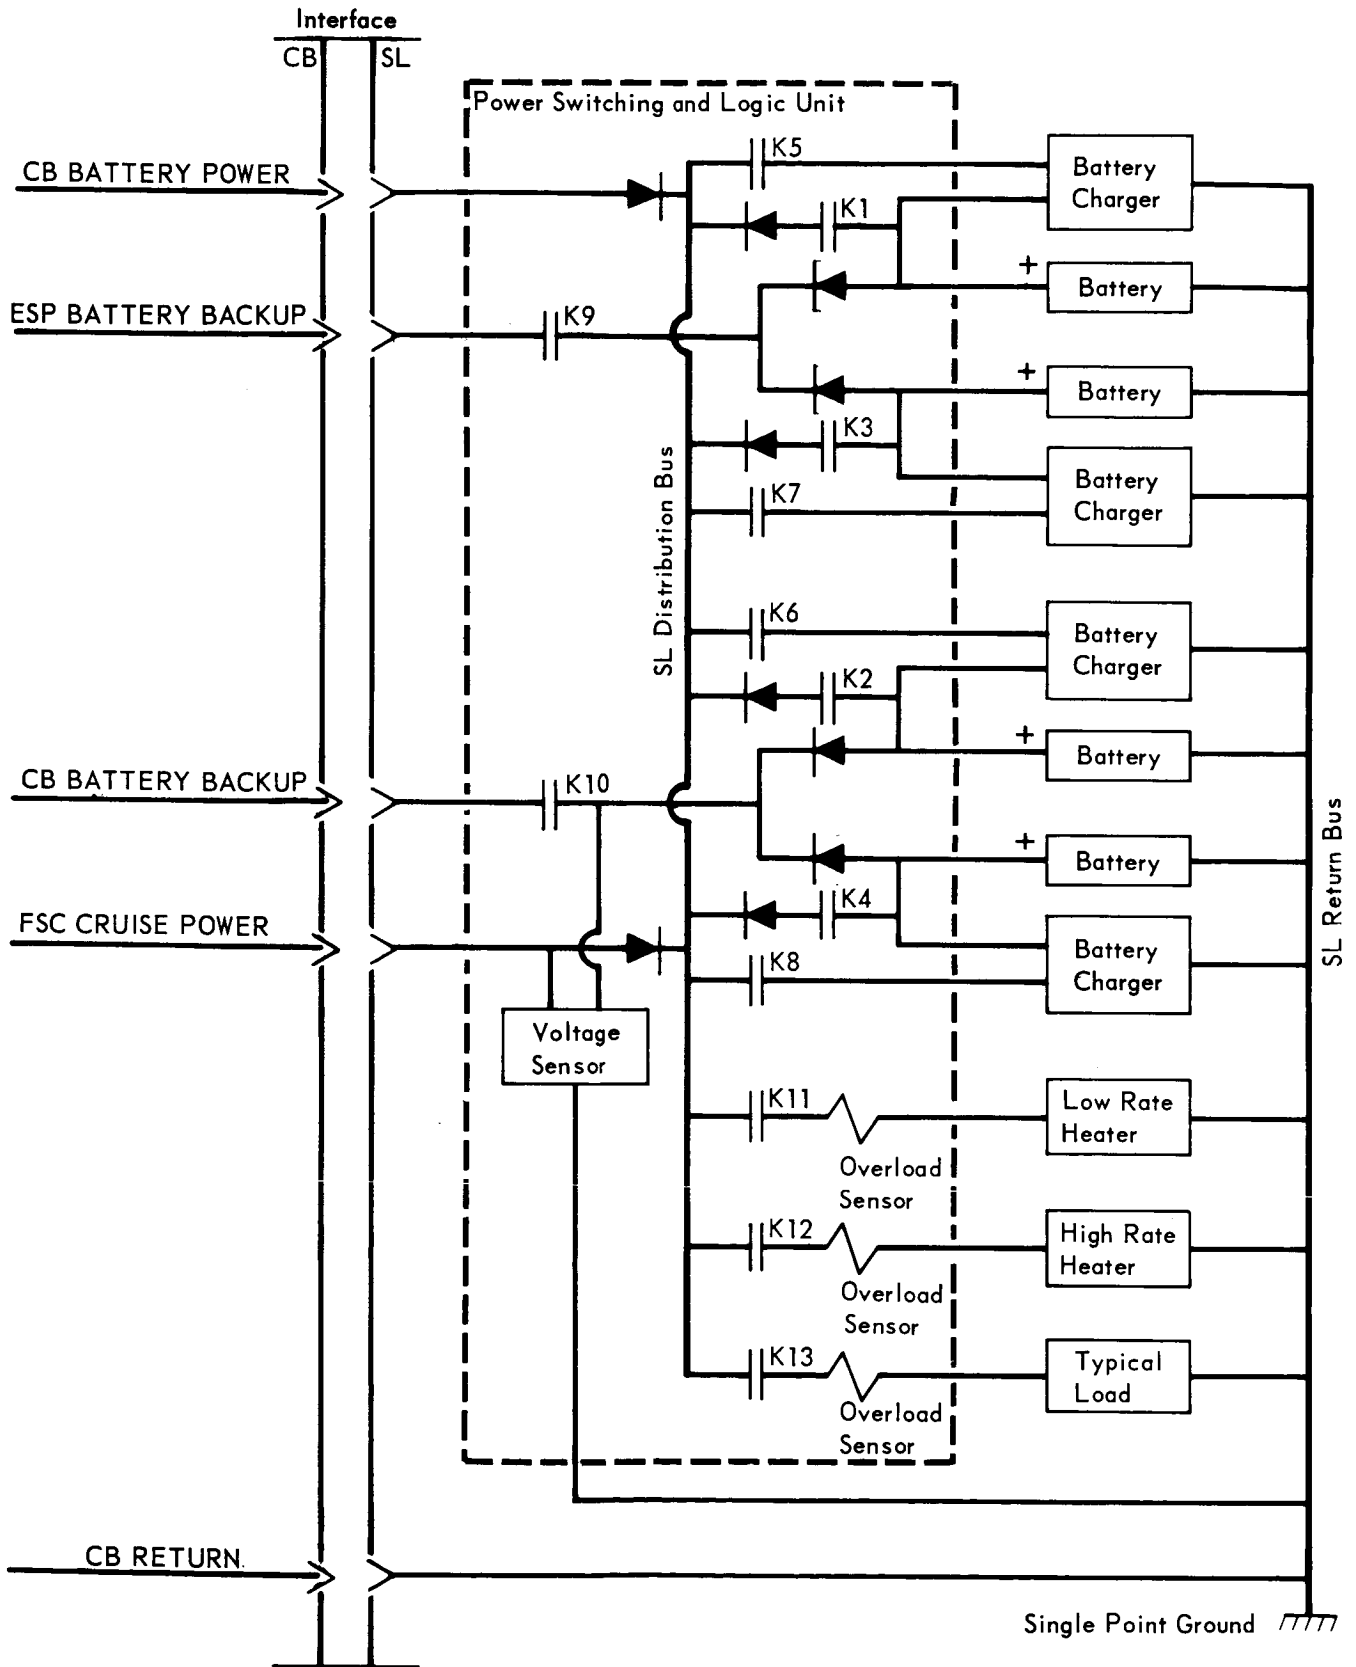 Interface
CB
SL
Power Switching and Logic Unit
CB BATTERY POWER
K5
Battery
Charger
K1
ESP BATTERY BACKUP
K9
+
Battery
+
Battery
K3
Battery
Charger
K7
SL Distribution Bus
K6
Battery
Charger
K2
CB BATTERY BACKUP
K10
+
Battery
+
Battery
SL Return Bus
FSC CRUISE POWER
K4
Battery
Charger
K8
Voltage
Sensor
K11
Low Rate
Heater
Overload
Sensor
K12
High Rate
Heater
Overload
Sensor
K13
Typical
Load
Overload
Sensor
CB RETURN
Single Point Ground